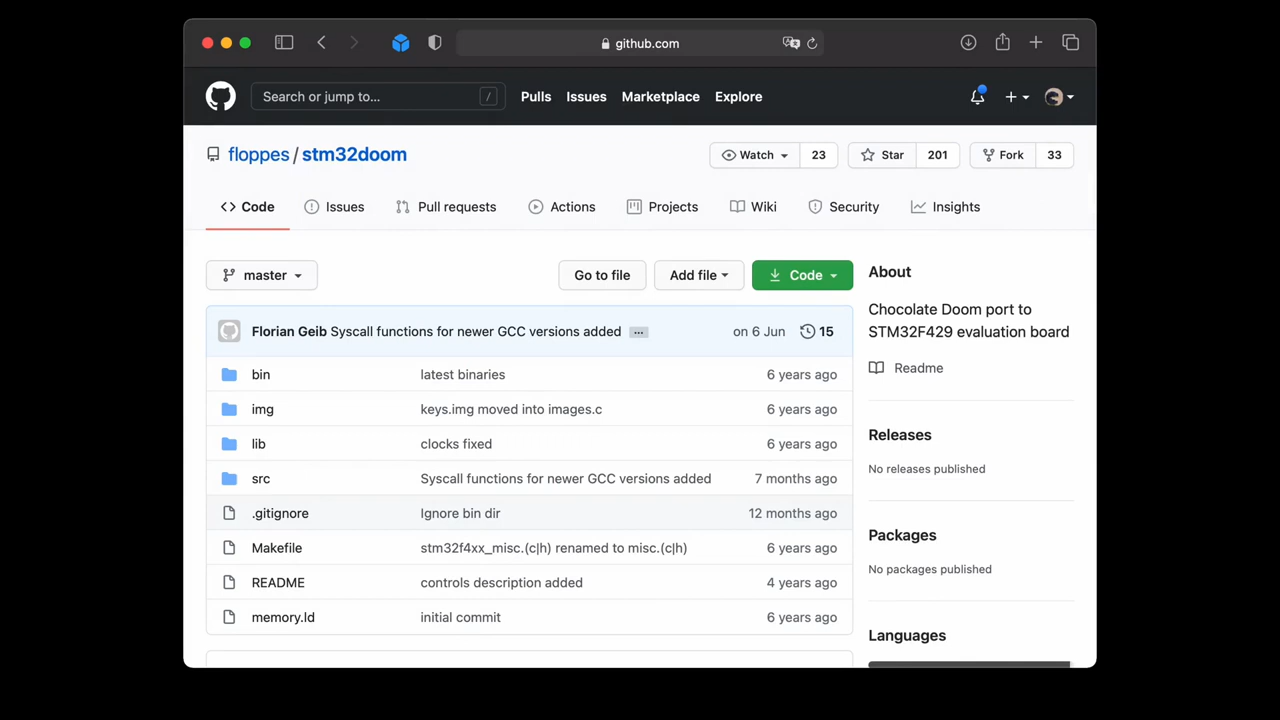 github.com
Search or jump to... /
Pulls Issues Marketplace Explore
floppes / stm32doom
Watch 23 Star 201 Fork 33
Code Issues Pull requests Actions Projects Wiki Security Insights
master Go to file Add file Code
Florian Geib Syscall functions for newer GCC versions added ... on 6 Jun 15
bin latest binaries 6 years ago
img keys.img moved into images.c 6 years ago
lib clocks fixed 6 years ago
src Syscall functions for newer GCC versions added 7 months ago
.gitignore Ignore bin dir 12 months ago
Makefile stm32f4xx_misc.(c|h) renamed to misc.(c|h) 6 years ago
README controls description added 4 years ago
memory.ld initial commit 6 years ago
About
Chocolate Doom port to
STM32F429 evaluation board
Readme
Releases
No releases published
Packages
No packages published
Languages